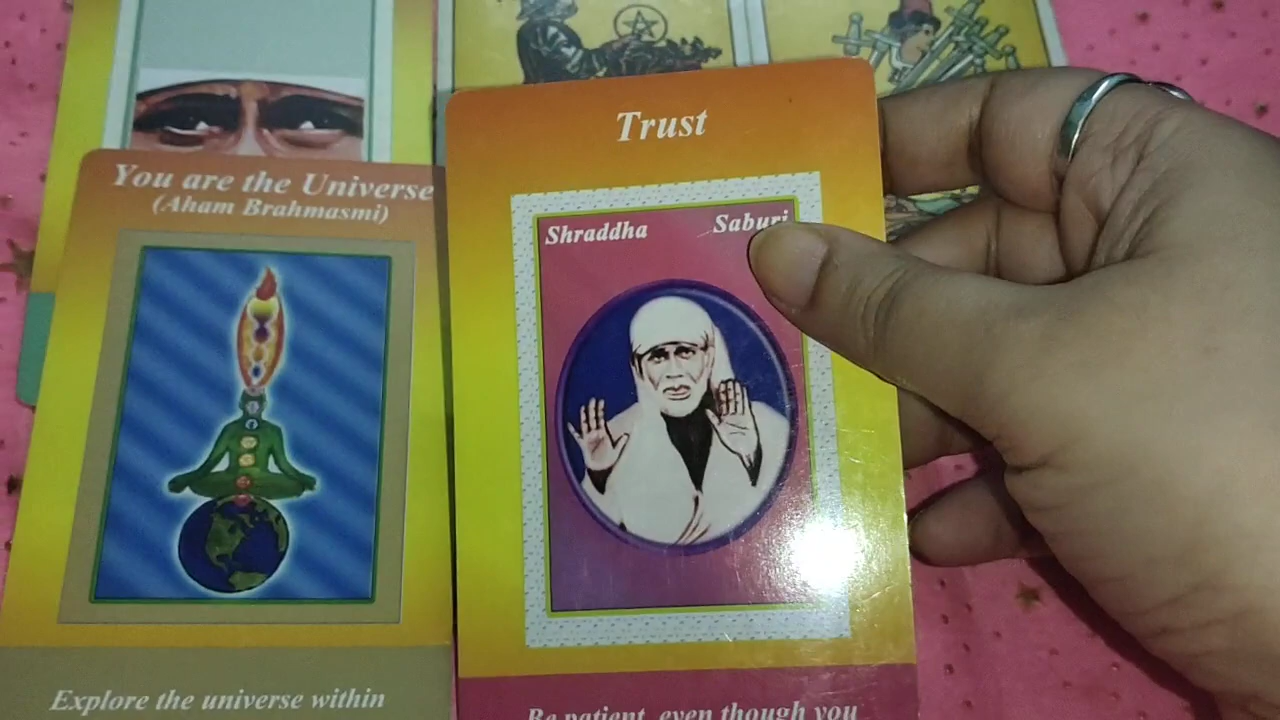 You are the Universe
(Aham Brahmasmi)
Explore the universe within
Trust
Shraddha Saburi
Be patient, even though you